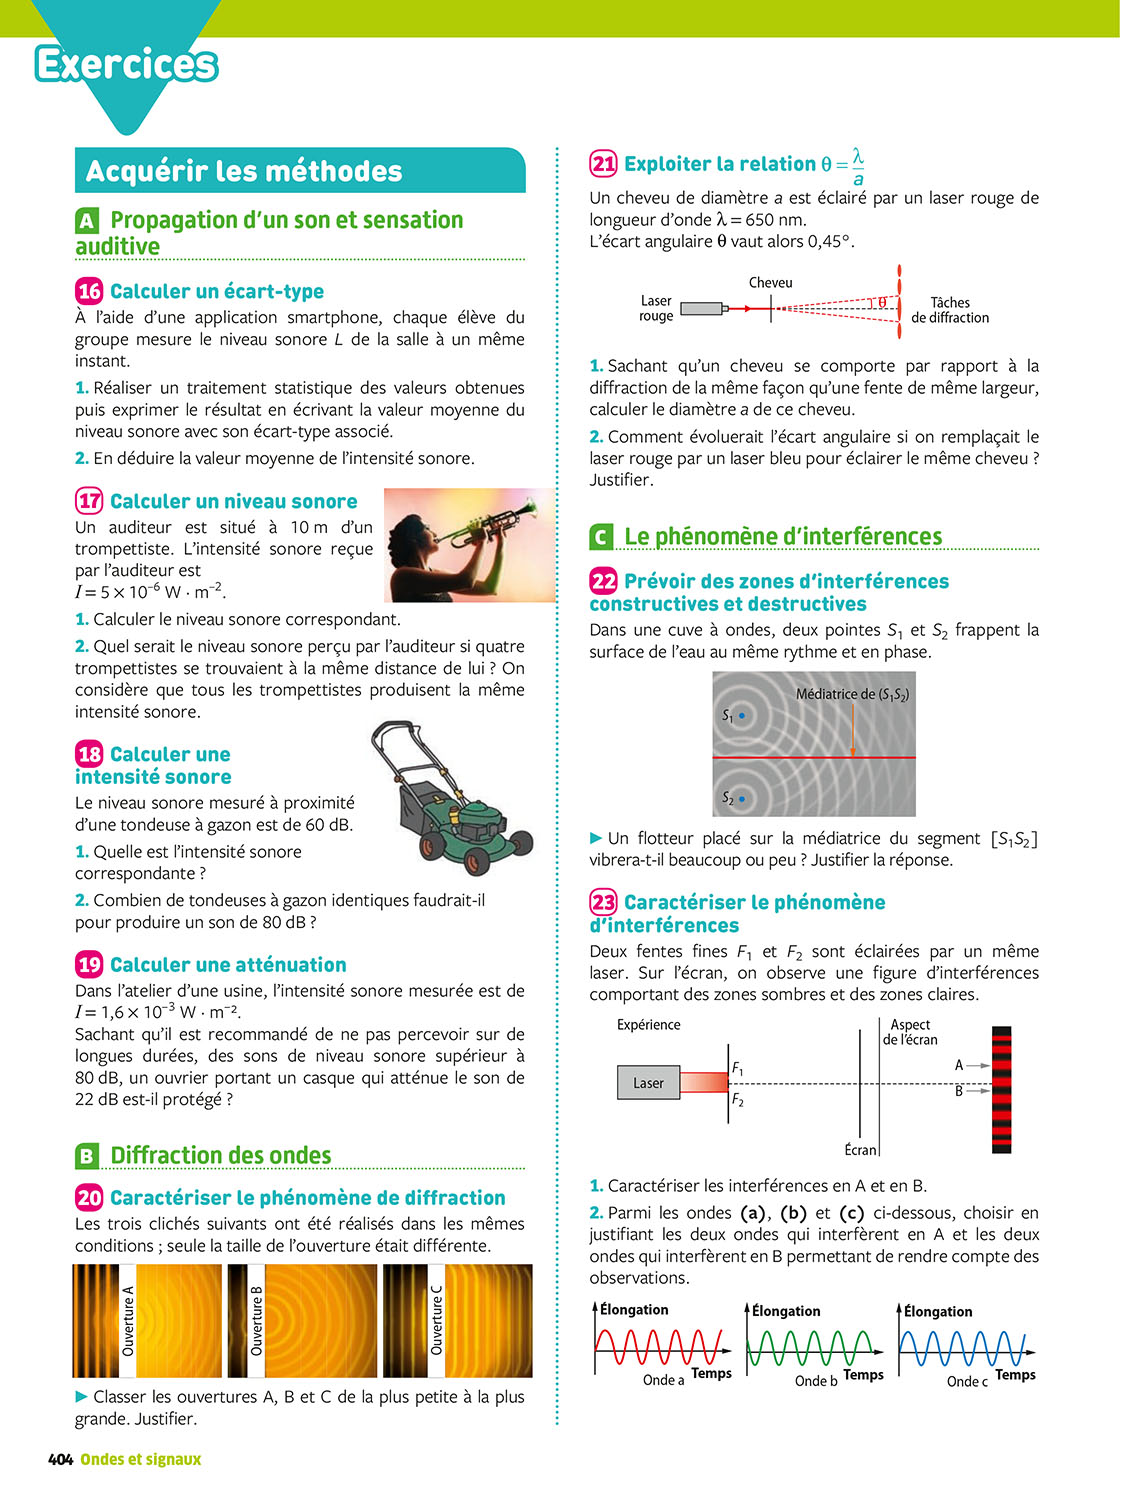 Exercices
Acquérir les méthodes
A Propagation d'un son et sensation
auditive
16 Calculer un écart-type
À l'aide d'une application smartphone, chaque élève du
groupe mesure le niveau sonore L de la salle à un même
instant.
1. Réaliser un traitement statistique des valeurs obtenues
puis exprimer le résultat en écrivant la valeur moyenne du
niveau sonore avec son écart-type associé.
2. En déduire la valeur moyenne de l'intensité sonore.
17 Calculer un niveau sonore
Un auditeur est situé à 10 m d'un
trompettiste. L'intensité sonore reçue
par l'auditeur est
I = 5 × 10⁻⁶ W · m⁻².
1. Calculer le niveau sonore correspondant.
2. Quel serait le niveau sonore perçu par l'auditeur si quatre
trompettistes se trouvaient à la même distance de lui ? On
considère que tous les trompettistes produisent la même
intensité sonore.
18 Calculer une
intensité sonore
Le niveau sonore mesuré à proximité
d'une tondeuse à gazon est de 60 dB.
1. Quelle est l'intensité sonore
correspondante ?
2. Combien de tondeuses à gazon identiques faudrait-il
pour produire un son de 80 dB ?
19 Calculer une atténuation
Dans l'atelier d'une usine, l'intensité sonore mesurée est de
I = 1,6 × 10⁻³ W · m⁻².
Sachant qu'il est recommandé de ne pas percevoir sur de
longues durées, des sons de niveau sonore supérieur à
80 dB, un ouvrier portant un casque qui atténue le son de
22 dB est-il protégé ?
B Diffraction des ondes
20 Caractériser le phénomène de diffraction
Les trois clichés suivants ont été réalisés dans les mêmes
conditions ; seule la taille de l'ouverture était différente.
Ouverture A
Ouverture B
Ouverture C
► Classer les ouvertures A, B et C de la plus petite à la plus
grande. Justifier.
21 Exploiter la relation θ = λ/a
Un cheveu de diamètre a est éclairé par un laser rouge de
longueur d'onde λ = 650 nm.
L'écart angulaire θ vaut alors 0,45°.
Cheveu
Laser
rouge
θ
Tâches
de diffraction
1. Sachant qu'un cheveu se comporte par rapport à la
diffraction de la même façon qu'une fente de même largeur,
calculer le diamètre a de ce cheveu.
2. Comment évoluerait l'écart angulaire si on remplaçait le
laser rouge par un laser bleu pour éclairer le même cheveu ?
Justifier.
C Le phénomène d'interférences
22 Prévoir des zones d'interférences
constructives et destructives
Dans une cuve à ondes, deux pointes S₁ et S₂ frappent la
surface de l'eau au même rythme et en phase.
Médiatrice de (S₁S₂)
S₁
S₂
► Un flotteur placé sur la médiatrice du segment [S₁S₂]
vibrera-t-il beaucoup ou peu ? Justifier la réponse.
23 Caractériser le phénomène
d'interférences
Deux fentes fines F₁ et F₂ sont éclairées par un même
laser. Sur l'écran, on observe une figure d'interférences
comportant des zones sombres et des zones claires.
Expérience
Aspect
de l'écran
Laser
F₁
F₂
A
B
Écran
1. Caractériser les interférences en A et en B.
2. Parmi les ondes (a), (b) et (c) ci-dessous, choisir en
justifiant les deux ondes qui interfèrent en A et les deux
ondes qui interfèrent en B permettant de rendre compte des
observations.
Élongation
Temps
Onde a
Élongation
Temps
Onde b
Élongation
Temps
Onde c
404 Ondes et signaux